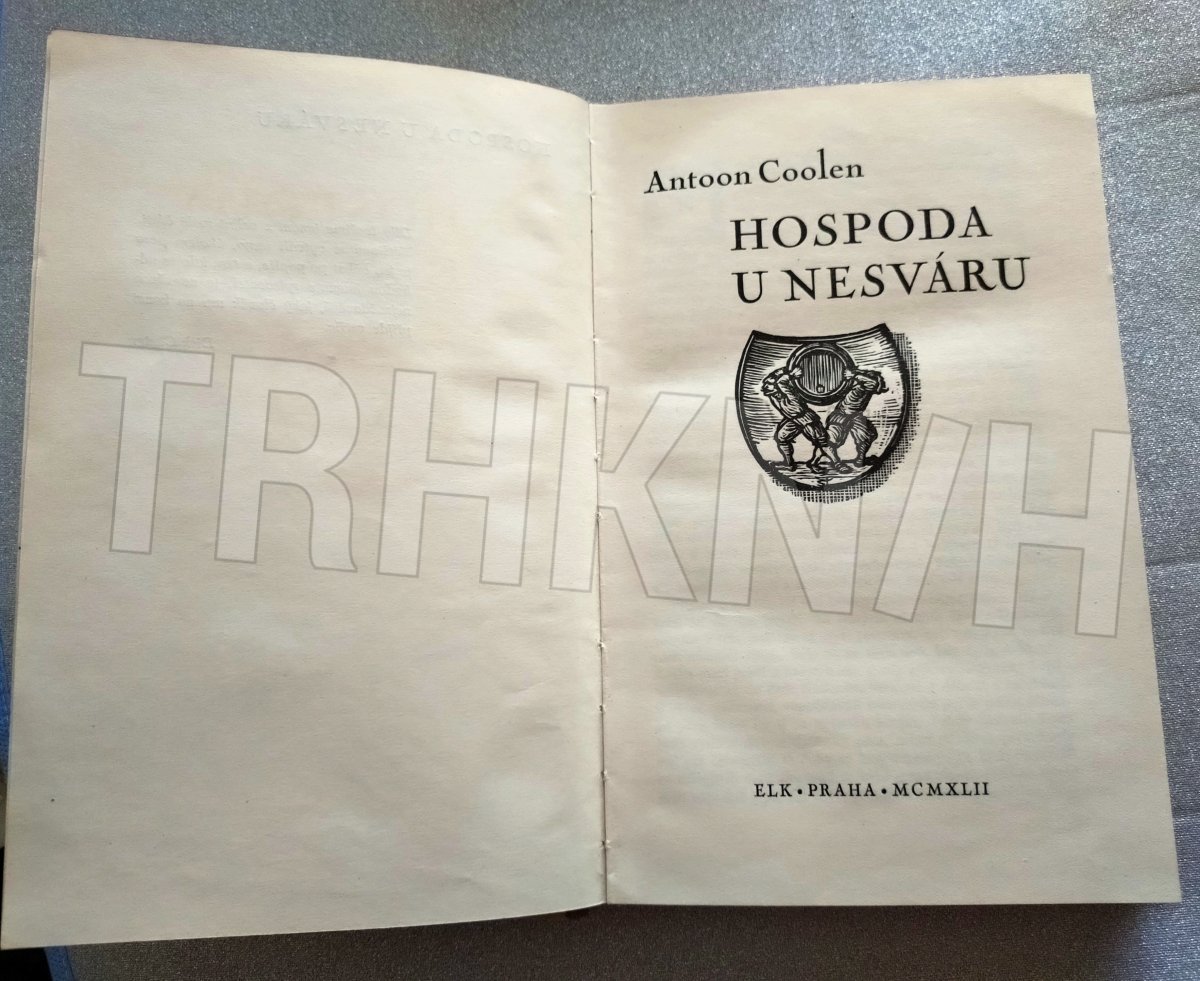 Antoon Coolen
HOSPODA
U NESVÁRU
ELK • PRAHA • MCMXLII
TRHKNIH